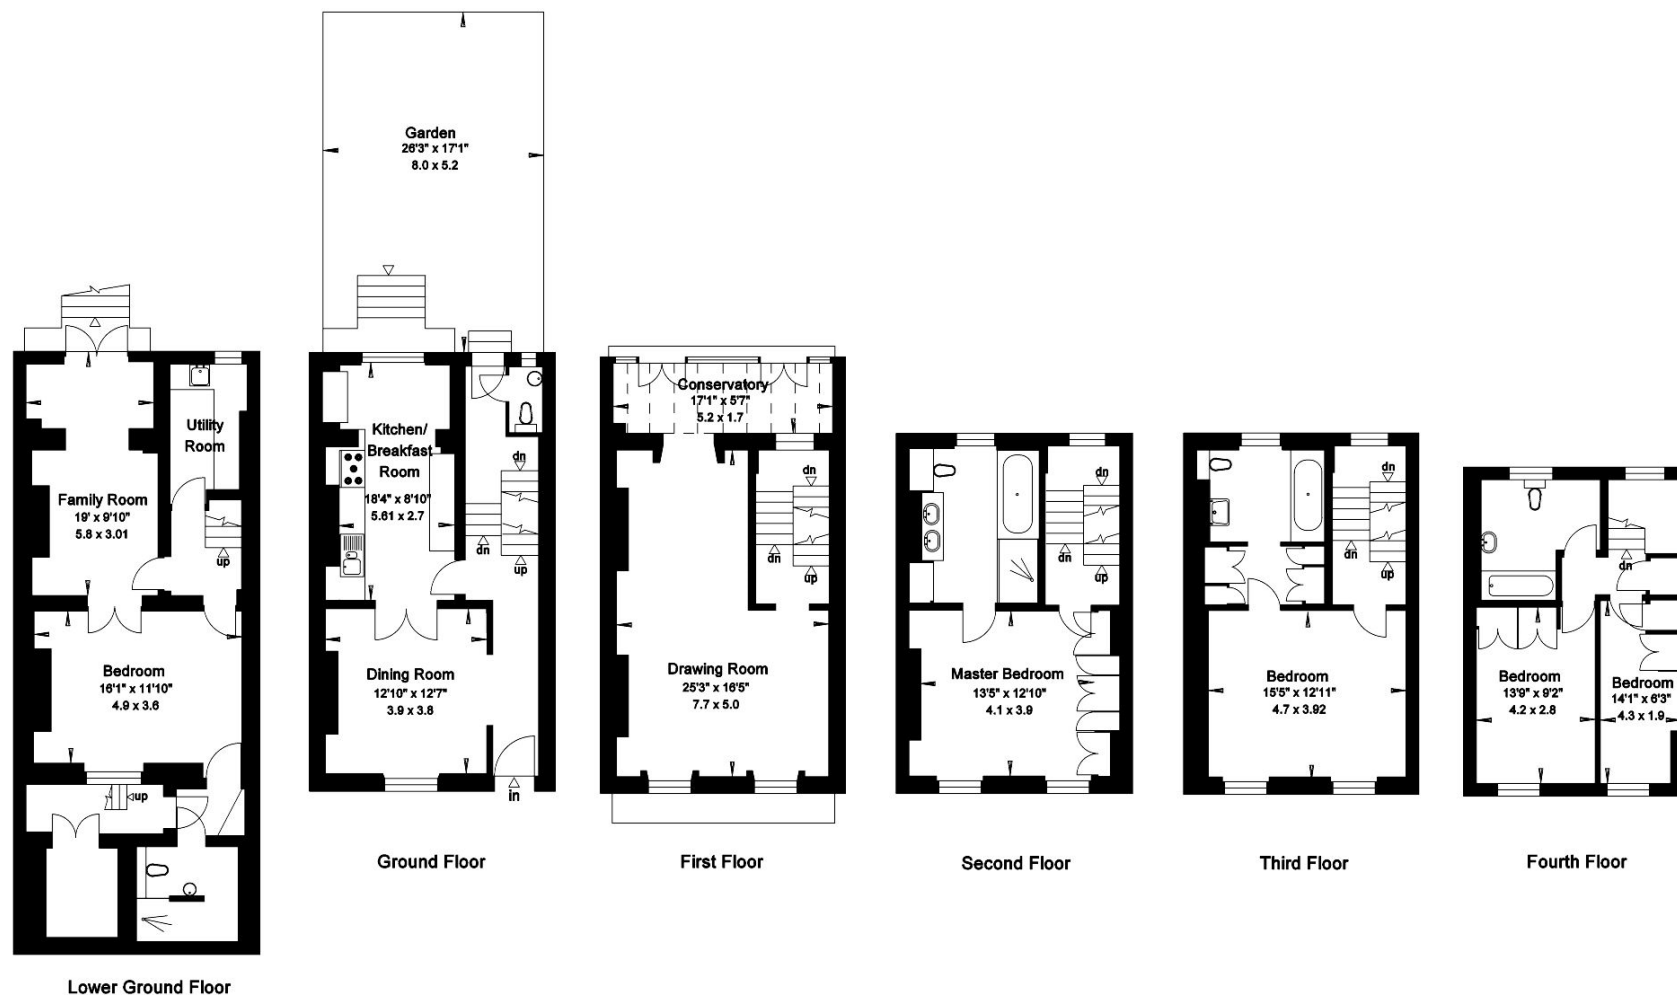 Garden
26'3" x 17'1"
8.0 x 5.2
Family Room
19' x 9'10"
5.8 x 3.01
Utility
Room
up
Bedroom
16'1" x 11'10"
4.9 x 3.6
up
Lower Ground Floor
Kitchen/
Breakfast
Room
18'4" x 8'10"
5.61 x 2.7
dn
dn
up
Dining Room
12'10" x 12'7"
3.9 x 3.8
in
Ground Floor
Conservatory
17'1" x 5'7"
5.2 x 1.7
dn
dn
up
Drawing Room
25'3" x 16'5"
7.7 x 5.0
First Floor
dn
dn
up
Master Bedroom
13'5" x 12'10"
4.1 x 3.9
Second Floor
dn
dn
up
Bedroom
15'5" x 12'11"
4.7 x 3.92
Third Floor
dn
Bedroom
13'9" x 9'2"
4.2 x 2.8
Bedroom
14'1" x 6'3"
4.3 x 1.9
Fourth Floor